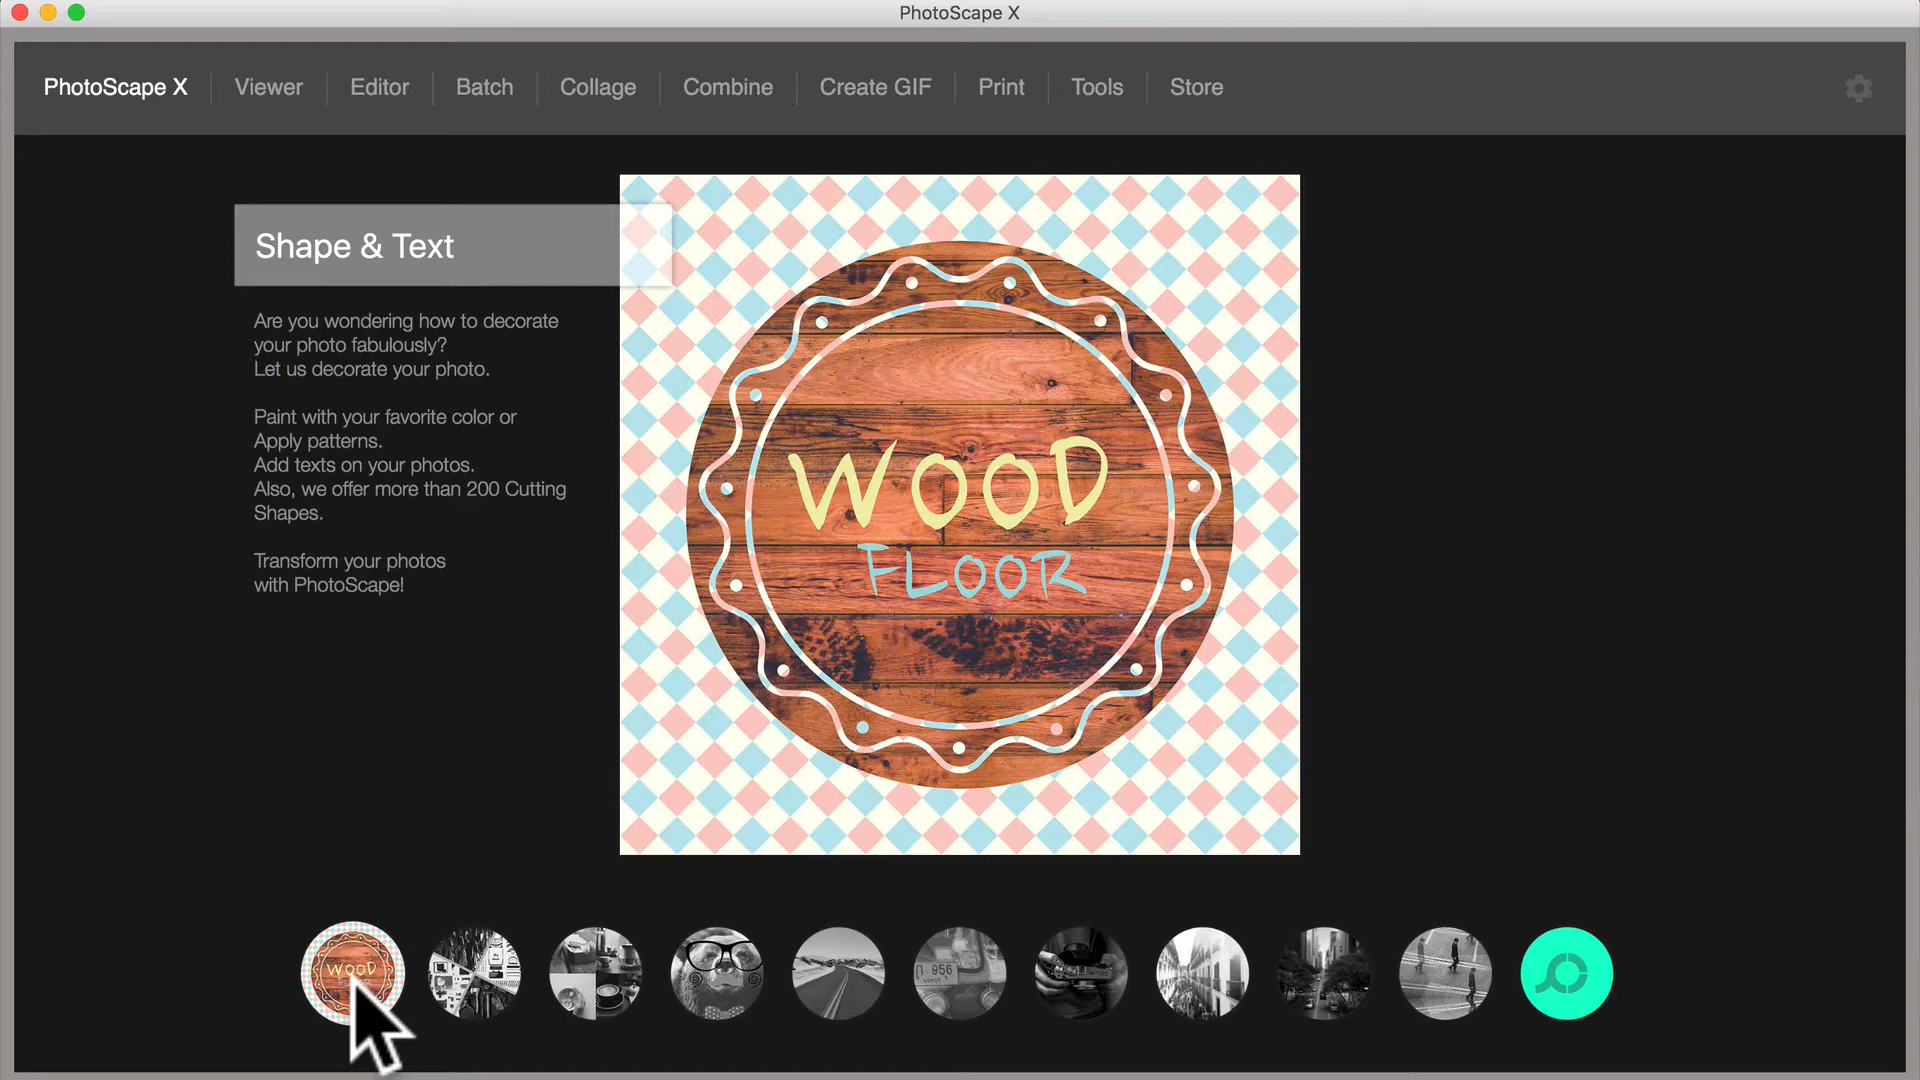 PhotoScape X
PhotoScape X
Viewer
Editor
Batch
Collage
Combine
Create GIF
Print
Tools
Store
Shape & Text
Are you wondering how to decorate
your photo fabulously?
Let us decorate your photo.
Paint with your favorite color or
Apply patterns.
Add texts on your photos.
Also, we offer more than 200 Cutting
Shapes.
Transform your photos
with PhotoScape!
WOOD
FLOOR
WOOD
956